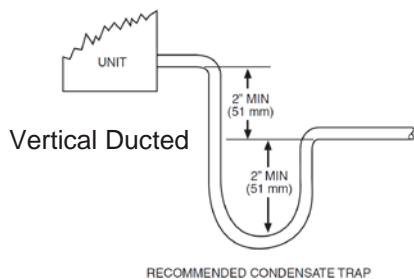 UNIT
2" MIN
(51 mm)
Vertical Ducted
2" MIN
(51 mm)
RECOMMENDED CONDENSATE TRAP